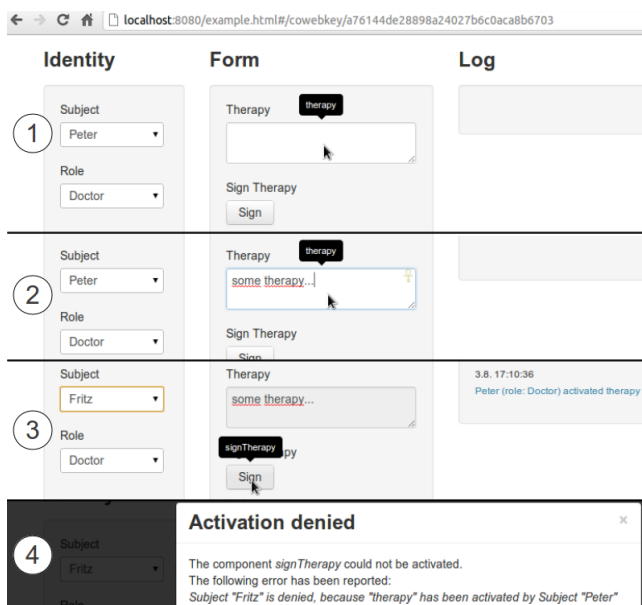 localhost:8080/example.html#/cowebkey/a76144de28898a24027b6c0aca8b6703
Identity Form Log
1
Subject
Peter
Role
Doctor
Therapy
therapy
Sign Therapy
Sign
2
Subject
Peter
Role
Doctor
Therapy
therapy
some therapy...
Sign Therapy
Sign
3
Subject
Fritz
Role
Doctor
Therapy
some therapy...
signTherapy
Sign
3.8. 17:10:36
Peter (role: Doctor) activated therapy
4
Subject
Fritz
Role
Activation denied
×
The component signTherapy could not be activated.
The following error has been reported:
Subject "Fritz" is denied, because "therapy" has been activated by Subject "Peter"